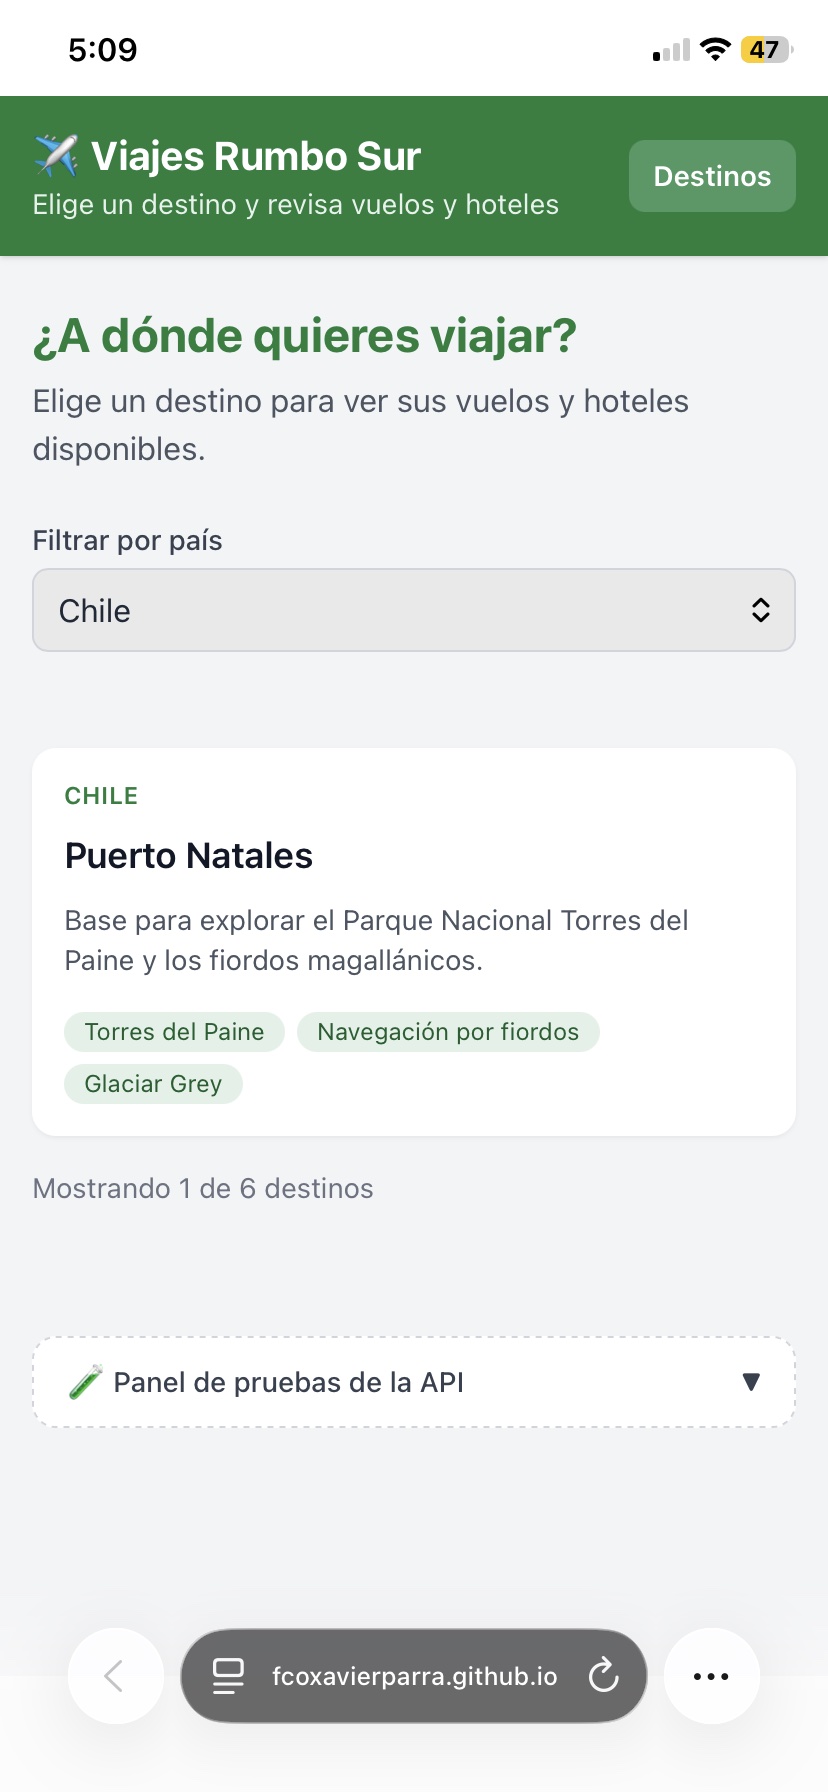 5:09
47
Viajes Rumbo Sur
Elige un destino y revisa vuelos y hoteles
Destinos
¿A dónde quieres viajar?
Elige un destino para ver sus vuelos y hoteles
disponibles.
Filtrar por país
Chile
CHILE
Puerto Natales
Base para explorar el Parque Nacional Torres del
Paine y los fiordos magallánicos.
Torres del Paine
Navegación por fiordos
Glaciar Grey
Mostrando 1 de 6 destinos
Panel de pruebas de la API
fcoxavierparra.github.io